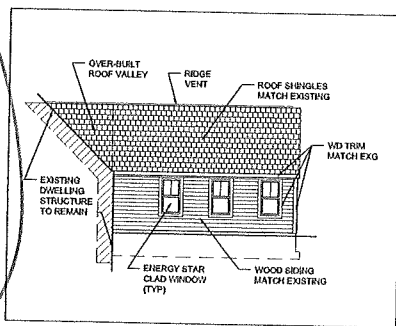 OVER-BUILT
ROOF VALLEY
RIDGE
VENT
ROOF SHINGLES
MATCH EXISTING
WD TRIM
MATCH EXG
EXISTING
DWELLING
STRUCTURE
TO REMAIN
ENERGY STAR
CLAD WINDOW
(TYP)
WOOD SIDING
MATCH EXISTING